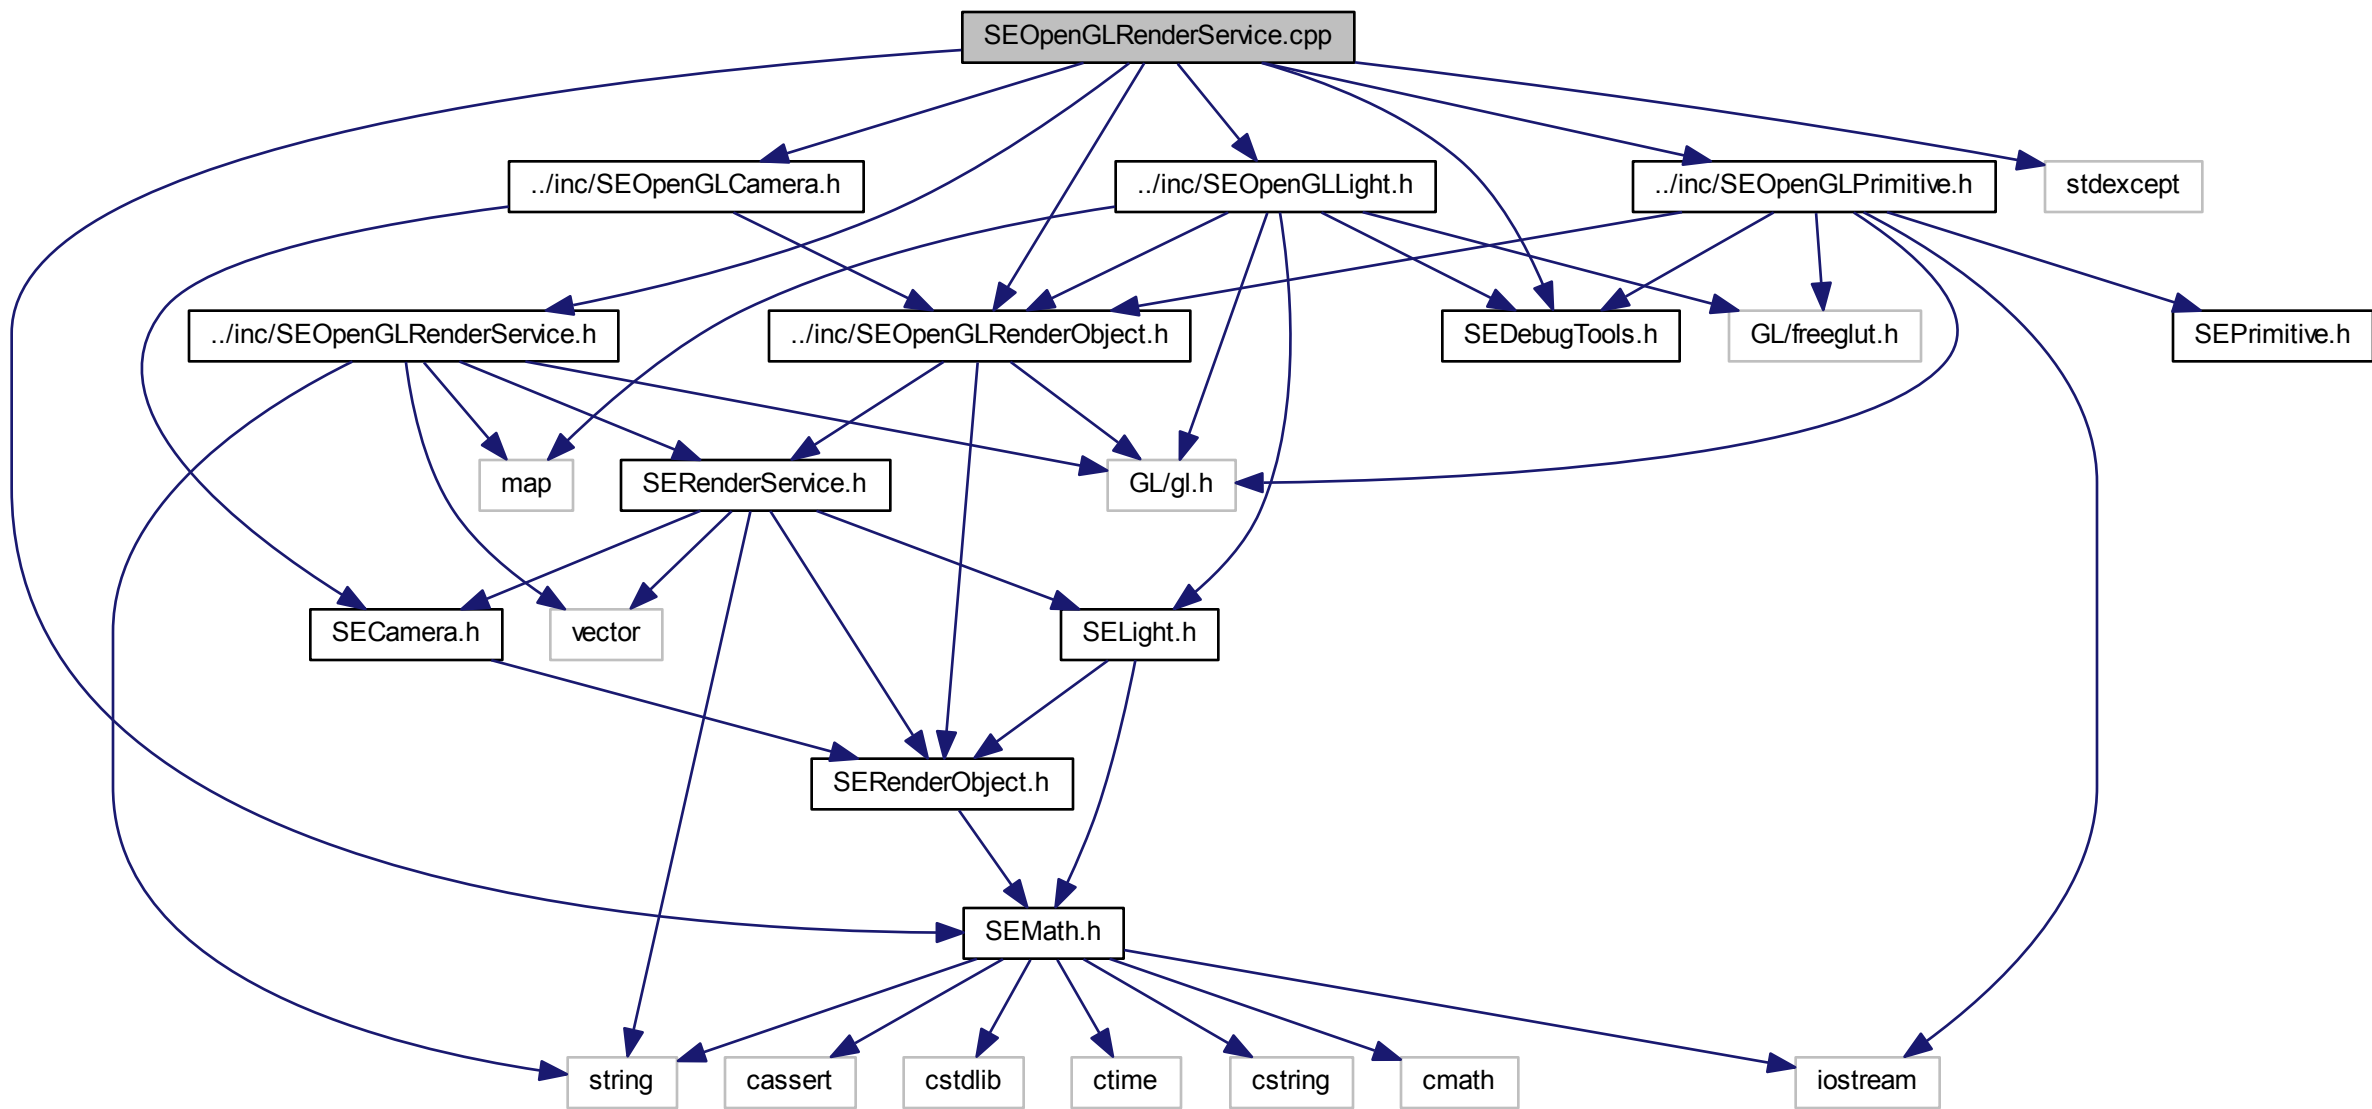 SEOpenGLRenderService.cpp
../inc/SEOpenGLCamera.h
../inc/SEOpenGLLight.h
../inc/SEOpenGLPrimitive.h
stdexcept
../inc/SEOpenGLRenderService.h
../inc/SEOpenGLRenderObject.h
SEDebugTools.h
GL/freeglut.h
SEPrimitive.h
map
SERenderService.h
GL/gl.h
SECamera.h
vector
SELight.h
SERenderObject.h
SEMath.h
string
cassert
cstdlib
ctime
cstring
cmath
iostream